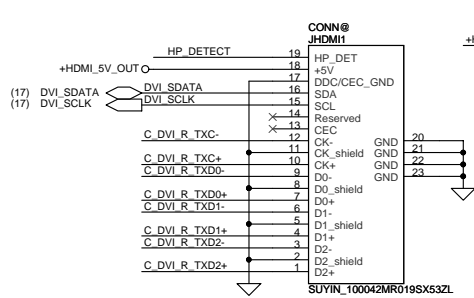 CONN@
JHDMI1
+H
HP_DETECT 19 HP_DET
+HDMI_5V_OUT 18 +5V
17 DDC/CEC_GND
(17) DVI_SDATA DVI_SDATA 16 SDA
(17) DVI_SCLK DVI_SCLK 15 SCL
14 Reserved
13 CEC
C_DVI_R_TXC- 12 CK- GND 20
11 CK_shield GND 21
C_DVI_R_TXC+ 10 CK+ GND 22
C_DVI_R_TXD0- 9 D0- GND 23
8 D0_shield
C_DVI_R_TXD0+ 7 D0+
C_DVI_R_TXD1- 6 D1-
5 D1_shield
C_DVI_R_TXD1+ 4 D1+
C_DVI_R_TXD2- 3 D2-
2 D2_shield
C_DVI_R_TXD2+ 1 D2+
SUYIN_100042MR019SX53ZL